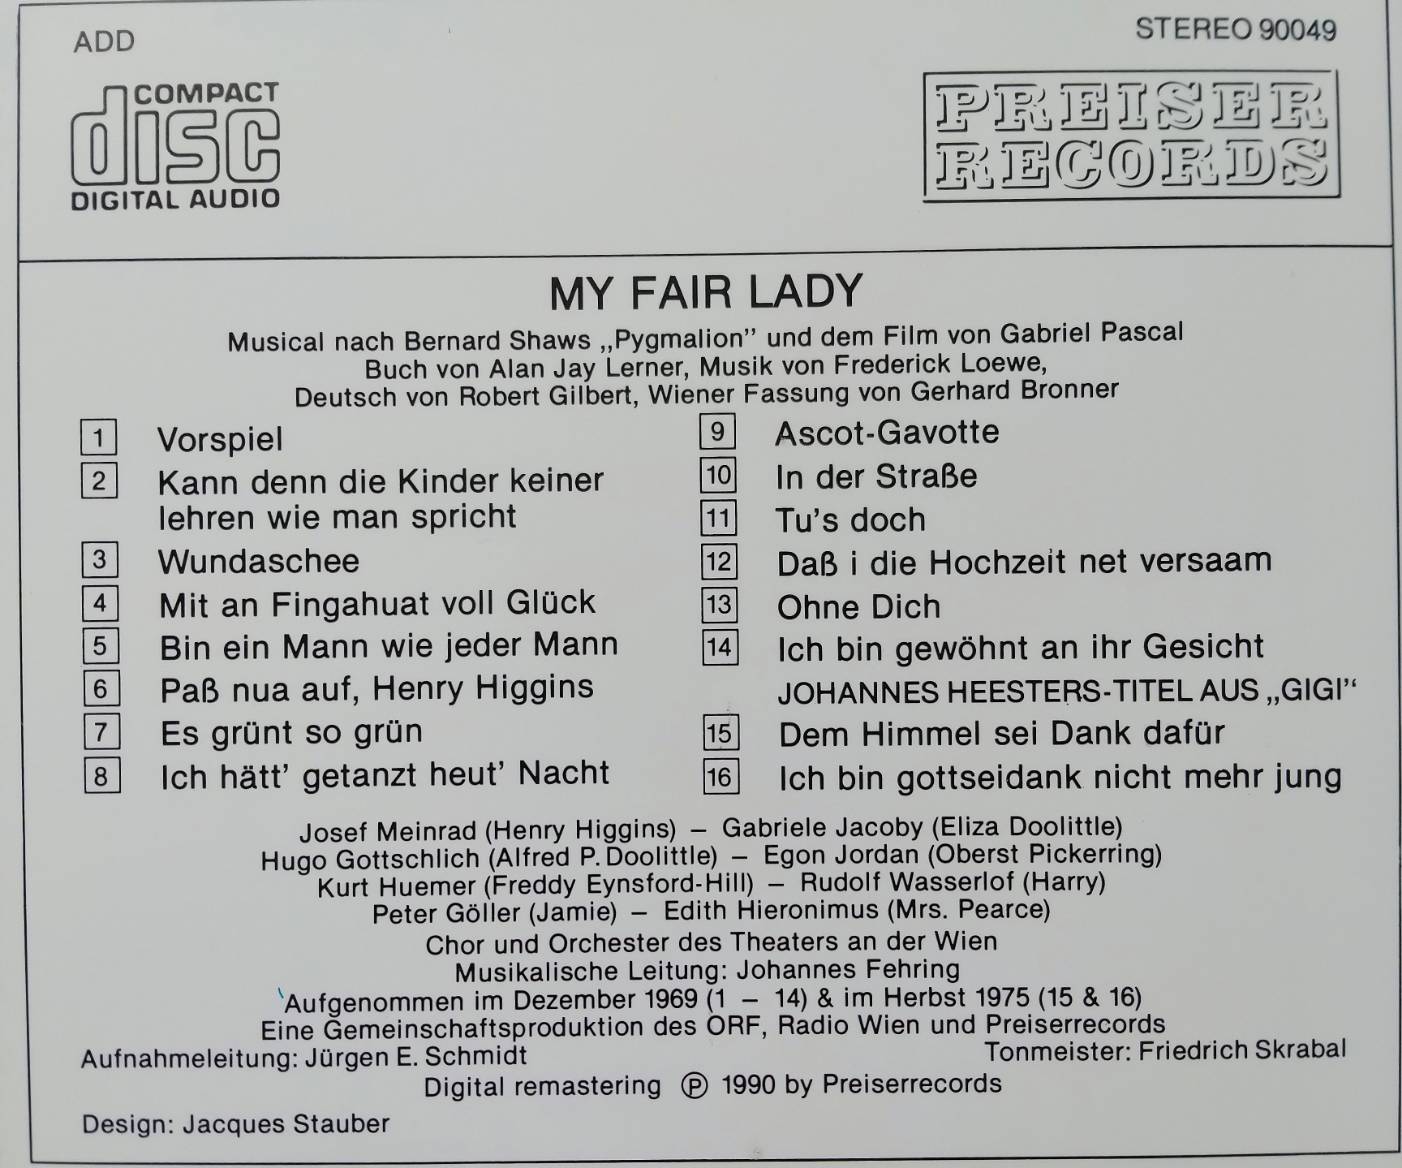 ADD
STEREO 90049
COMPACT
disc
DIGITAL AUDIO
PREISER
RECORDS
MY FAIR LADY
Musical nach Bernard Shaws „Pygmalion” und dem Film von Gabriel Pascal
Buch von Alan Jay Lerner, Musik von Frederick Loewe,
Deutsch von Robert Gilbert, Wiener Fassung von Gerhard Bronner
1 Vorspiel
2 Kann denn die Kinder keiner
lehren wie man spricht
3 Wundaschee
4 Mit an Fingahuat voll Glück
5 Bin ein Mann wie jeder Mann
6 Paß nua auf, Henry Higgins
7 Es grünt so grün
8 Ich hätt’ getanzt heut’ Nacht
9 Ascot-Gavotte
10 In der Straße
11 Tu’s doch
12 Daß i die Hochzeit net versaam
13 Ohne Dich
14 Ich bin gewöhnt an ihr Gesicht
JOHANNES HEESTERS-TITEL AUS „GIGI“
15 Dem Himmel sei Dank dafür
16 Ich bin gottseidank nicht mehr jung
Josef Meinrad (Henry Higgins) – Gabriele Jacoby (Eliza Doolittle)
Hugo Gottschlich (Alfred P. Doolittle) – Egon Jordan (Oberst Pickerring)
Kurt Huemer (Freddy Eynsford-Hill) – Rudolf Wasserlof (Harry)
Peter Göller (Jamie) – Edith Hieronimus (Mrs. Pearce)
Chor und Orchester des Theaters an der Wien
Musikalische Leitung: Johannes Fehring
Aufgenommen im Dezember 1969 (1 – 14) & im Herbst 1975 (15 & 16)
Eine Gemeinschaftsproduktion des ORF, Radio Wien und Preiserrecords
Aufnahmeleitung: Jürgen E. Schmidt
Tonmeister: Friedrich Skrabal
Digital remastering ℗ 1990 by Preiserrecords
Design: Jacques Stauber